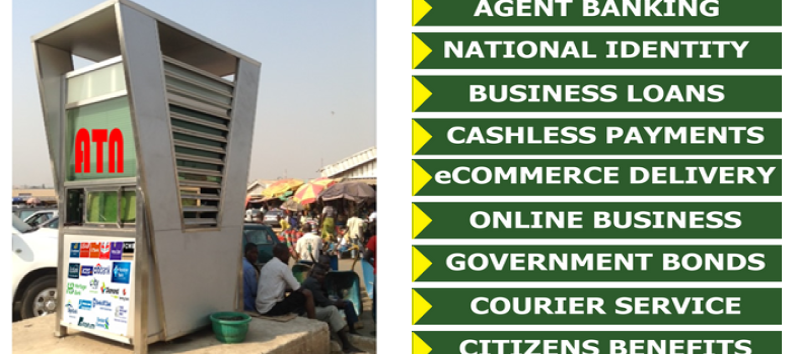 ATN
AGENT BANKING
NATIONAL IDENTITY
BUSINESS LOANS
CASHLESS PAYMENTS
eCOMMERCE DELIVERY
ONLINE BUSINESS
GOVERNMENT BONDS
COURIER SERVICE
CITIZENS BENEFITS